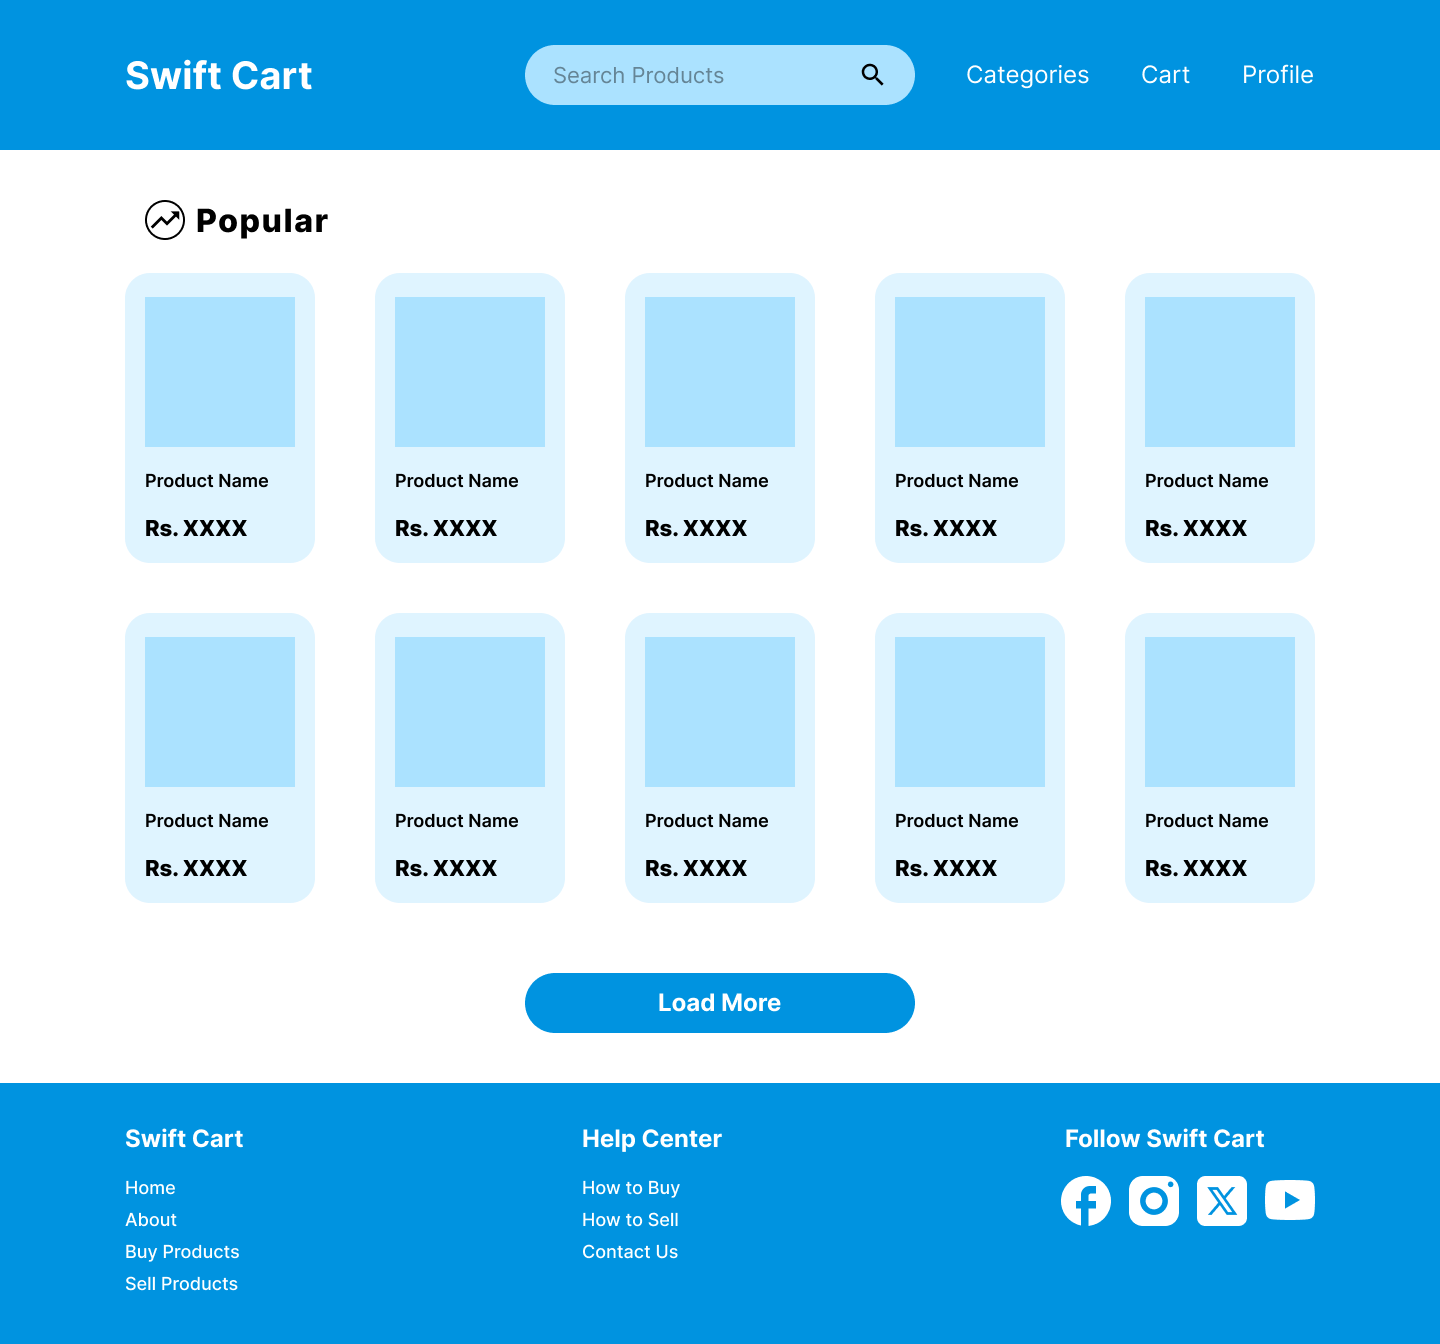 Swift Cart
Search Products
Categories
Cart
Profile
Popular
Product Name
Rs. XXXX
Product Name
Rs. XXXX
Product Name
Rs. XXXX
Product Name
Rs. XXXX
Product Name
Rs. XXXX
Product Name
Rs. XXXX
Product Name
Rs. XXXX
Product Name
Rs. XXXX
Product Name
Rs. XXXX
Product Name
Rs. XXXX
Load More
Swift Cart
Home
About
Buy Products
Sell Products
Help Center
How to Buy
How to Sell
Contact Us
Follow Swift Cart